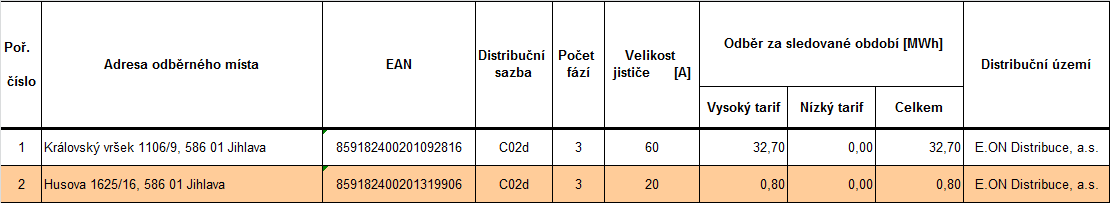 Poř. číslo	Adresa odběrného místa	EAN	Distribuční sazba	Počet fází	Velikost jističe [A]	Odběr za sledované období [MWh]	Distribuční území
Vysoký tarif	Nízký tarif	Celkem
1	Královský vršek 1106/9, 586 01 Jihlava	859182400201092816	C02d	3	60	32,70	0,00	32,70	E.ON Distribuce, a.s.
2	Husova 1625/16, 586 01 Jihlava	859182400201319906	C02d	3	20	0,80	0,00	0,80	E.ON Distribuce, a.s.